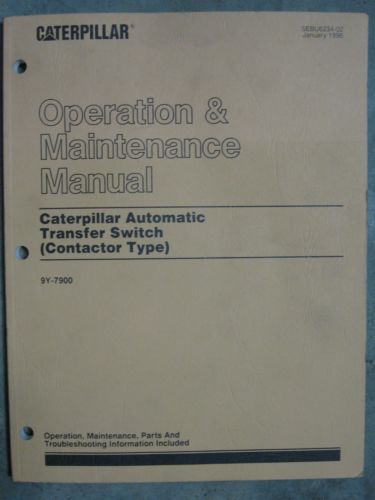 CATERPILLAR®
SEBU6234-02
January 1996
Operation &
Maintenance
Manual
Caterpillar Automatic
Transfer Switch
(Contactor Type)
9Y-7900
Operation, Maintenance, Parts And
Troubleshooting Information Included